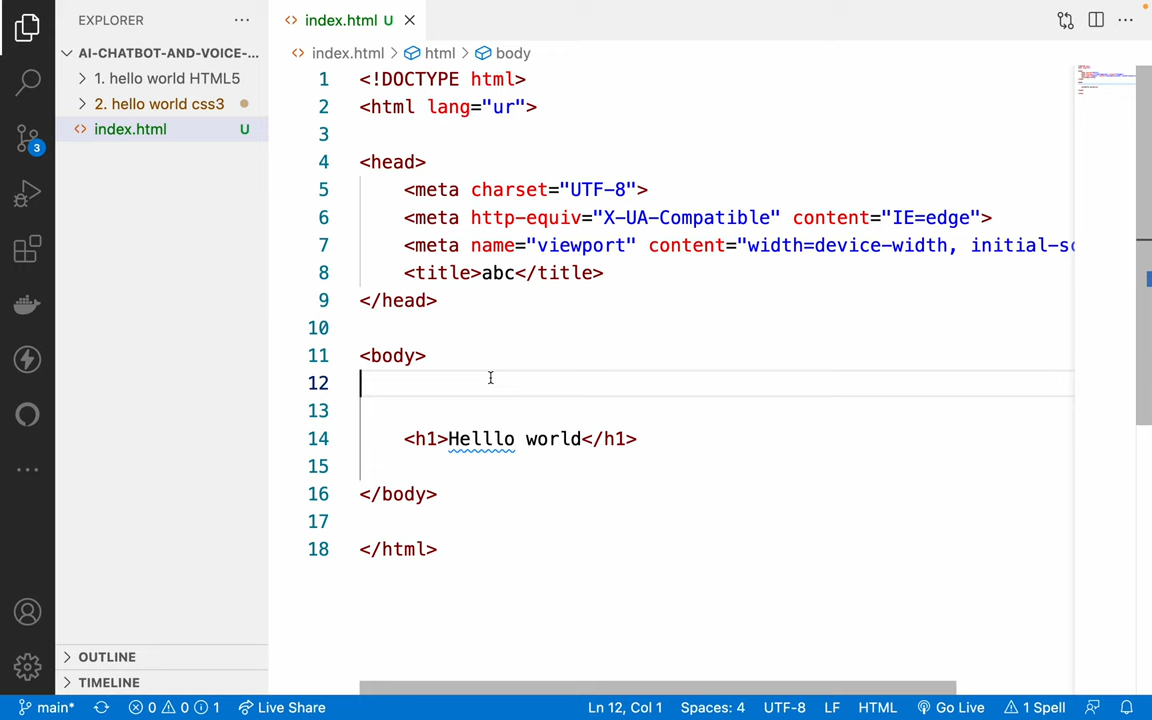 EXPLORER
AI-CHATBOT-AND-VOICE-...
1. hello world HTML5
2. hello world css3
index.html U
OUTLINE
TIMELINE
index.html U
index.html > html > body
1 <!DOCTYPE html>
2 <html lang="ur">
3
4 <head>
5 <meta charset="UTF-8">
6 <meta http-equiv="X-UA-Compatible" content="IE=edge">
7 <meta name="viewport" content="width=device-width, initial-sc
8 <title>abc</title>
9 </head>
10
11 <body>
12
13
14 <h1>Helllo world</h1>
15
16 </body>
17
18 </html>
3
main* 0 0 1 Live Share Ln 12, Col 1 Spaces: 4 UTF-8 LF HTML Go Live 1 Spell